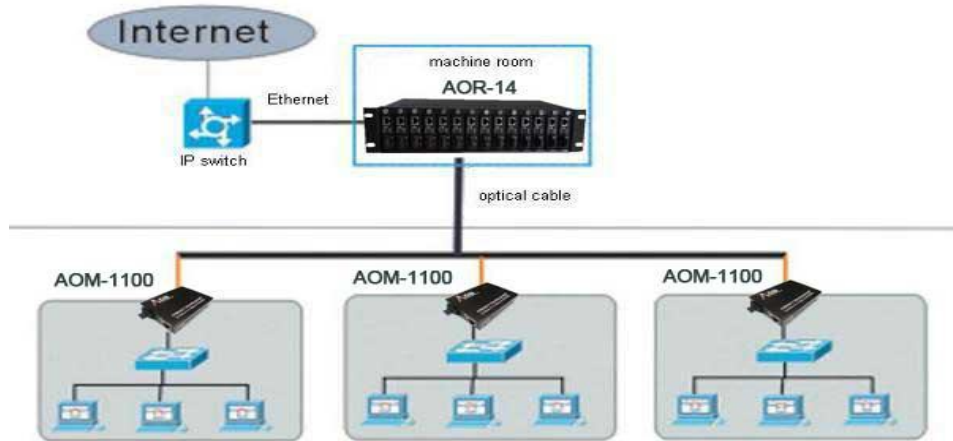 Internet
machine room
AOR-14
Ethernet
IP switch
optical cable
AOM-1100
AOM-1100
AOM-1100